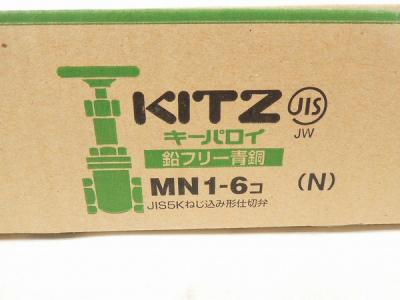 KITZ JIS
JW
キーパロイ
鉛フリー青銅
MN1-6コ (N)
JIS5Kねじ込み形仕切弁